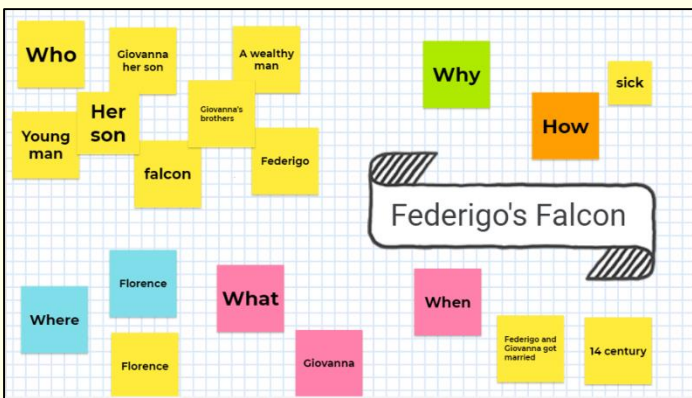 Who
Giovanna
her son
A wealthy
man
Giovanna's
brothers
Her
son
Young
man
falcon
Federigo
Why
How
sick
Federigo's Falcon
Where
Florence
Florence
What
Giovanna
When
Federigo and
Giovanna got
married
14 century